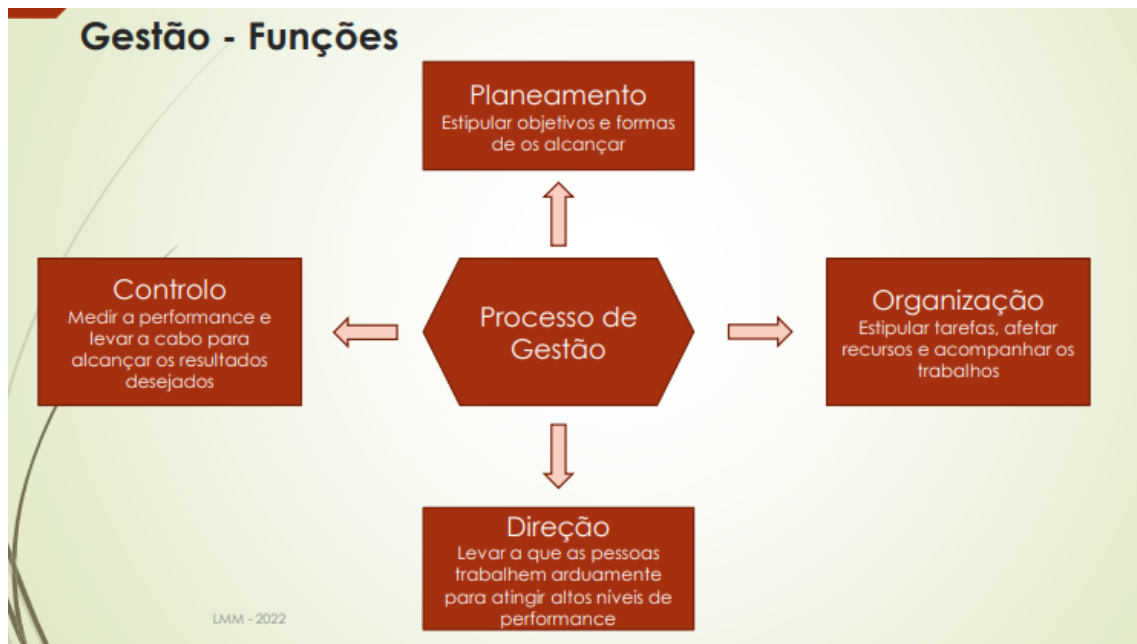 Gestão - Funções
Planeamento
Estipular objetivos e formas
de os alcançar
Controlo
Medir a performance e
levar a cabo para
alcançar os resultados
desejados
Processo de
Gestão
Organização
Estipular tarefas, afetar
recursos e acompanhar os
trabalhos
Direção
Levar a que as pessoas
trabalhem arduamente
para atingir altos níveis de
performance
LMM - 2022